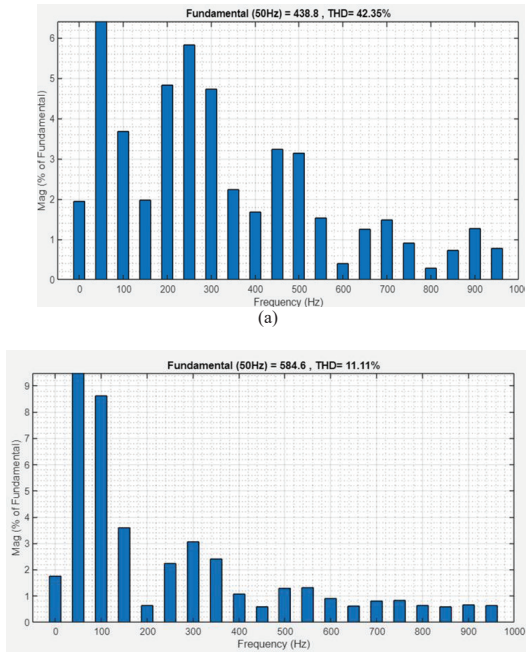 Fundamental (50Hz) = 438.8 , THD= 42.35%
6
5
4
3
2
1
0
Mag (% of Fundamental)
0 100 200 300 400 500 600 700 800 900 1000
Frequency (Hz)
(a)
Fundamental (50Hz) = 584.6 , THD= 11.11%
9
8
7
6
5
4
3
2
1
0
Mag (% of Fundamental)
0 100 200 300 400 500 600 700 800 900 1000
Frequency (Hz)